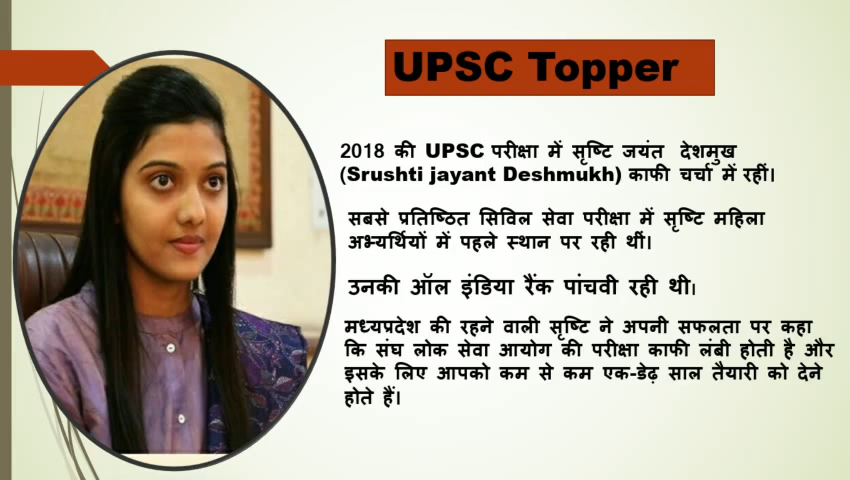 UPSC Topper
2018 की UPSC परीक्षा में सृष्टि जयंत देशमुख
(Srushti jayant Deshmukh) काफी चर्चा में रहीं।
सबसे प्रतिष्ठित सिविल सेवा परीक्षा में सृष्टि महिला
अभ्यर्थियों में पहले स्थान पर रही थीं।
उनकी ऑल इंडिया रैंक पांचवी रही थी।
मध्यप्रदेश की रहने वाली सृष्टि ने अपनी सफलता पर कहा
कि संघ लोक सेवा आयोग की परीक्षा काफी लंबी होती है और
इसके लिए आपको कम से कम एक-डेढ़ साल तैयारी को देने
होते हैं।